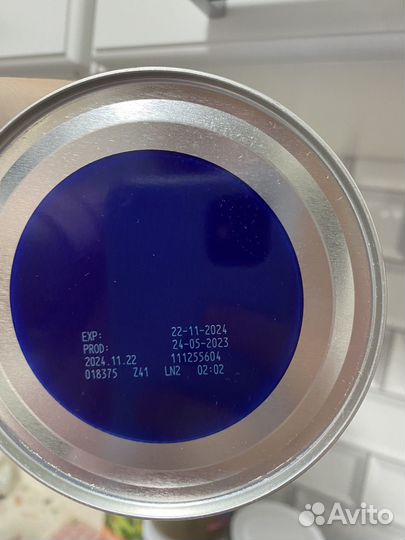 EXP: 22-11-2024
PROD: 24-05-2023
2024.11.22 111255604
018375 Z41 LN2 02:02
Avito